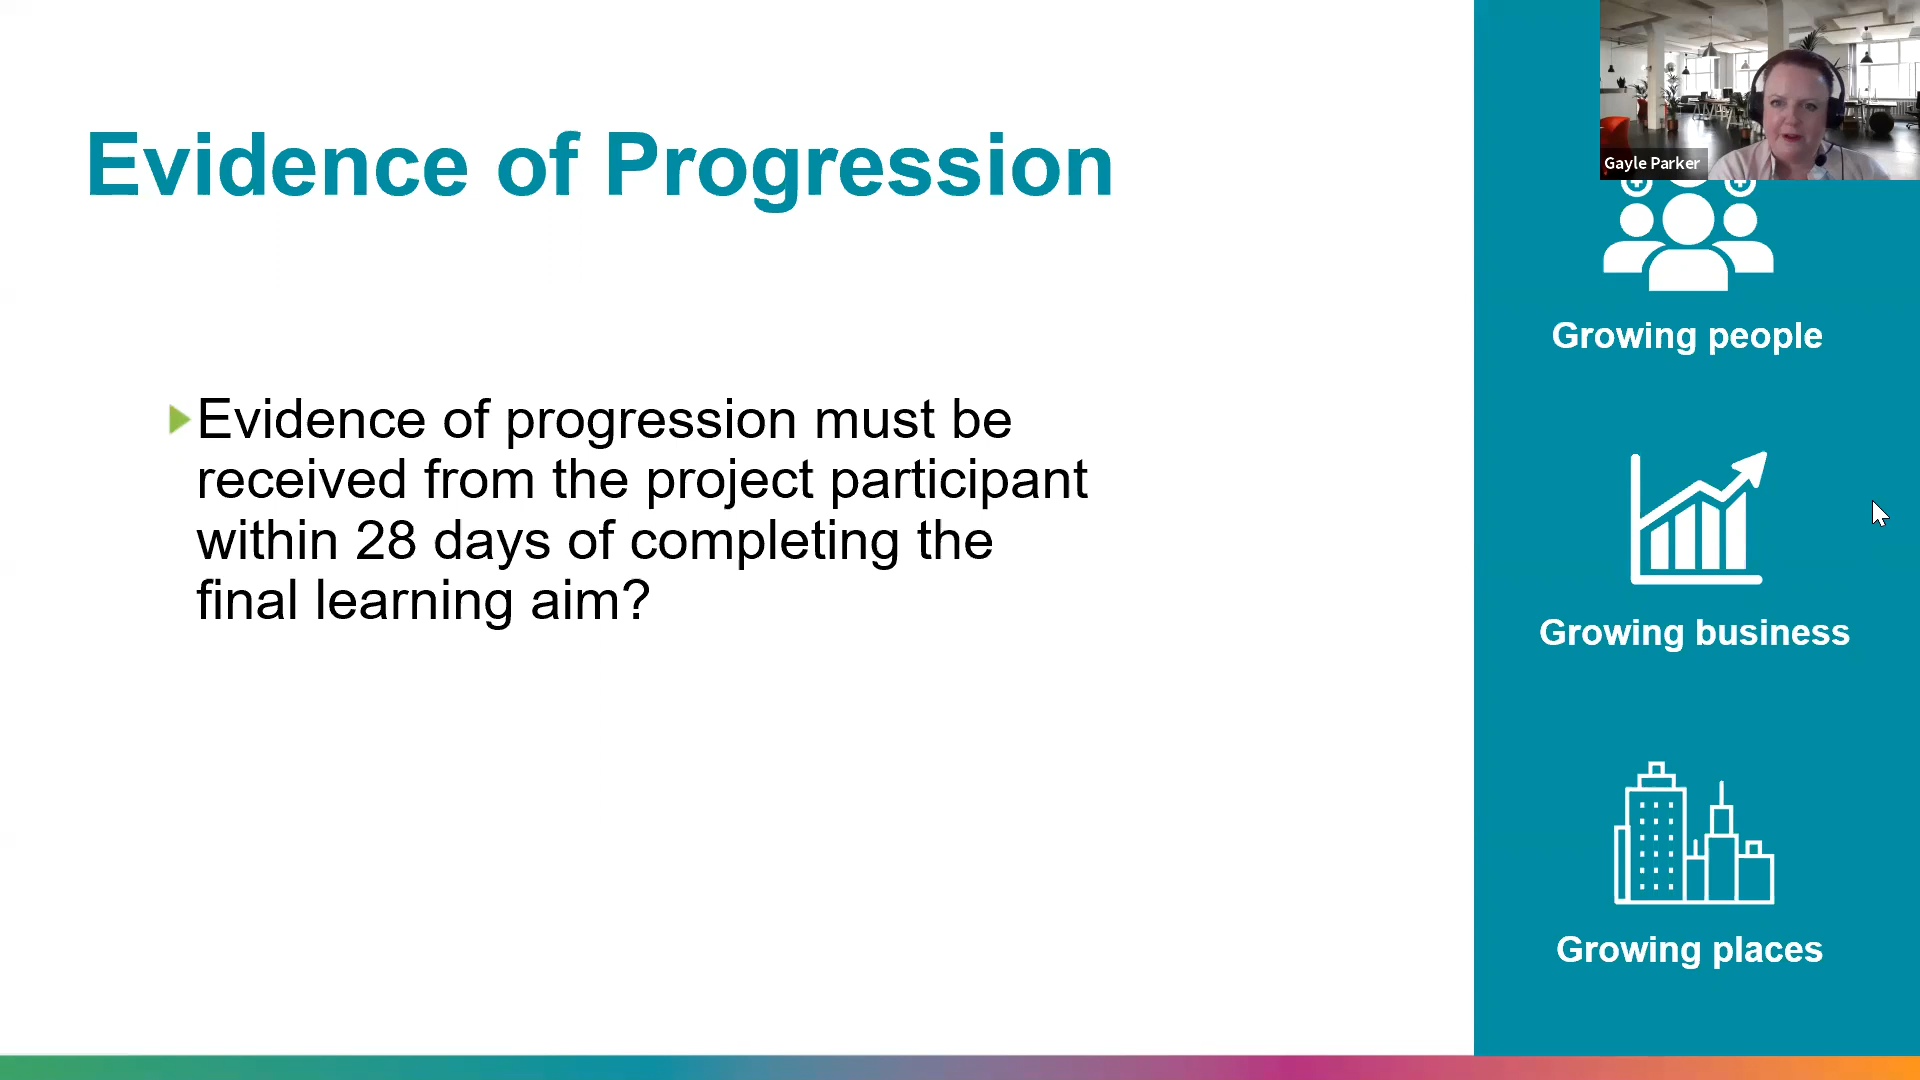 Evidence of Progression
Evidence of progression must be
received from the project participant
within 28 days of completing the
final learning aim?
Gayle Parker
Growing people
Growing business
Growing places